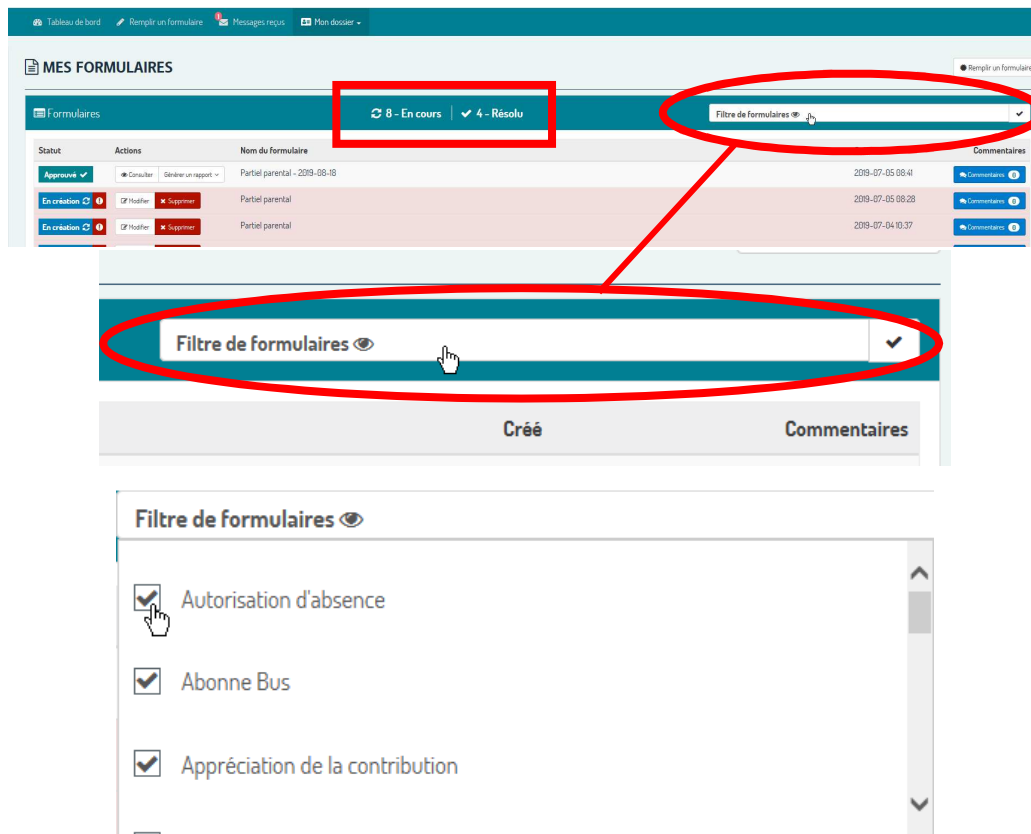 Tableau de bord Remplir un formulaire 1 Messages reçus Mon dossier
MES FORMULAIRES
Remplir un formulaire
Formulaires 8 - En cours 4 - Résolu Filtre de formulaires
Statut Actions Nom du formulaire Commentaires
Approuvé Consulter Générer un rapport Partiel parental - 2019-08-18 2019-07-05 08:41 Commentaires 0
En création Modifier Supprimer Partiel parental 2019-07-05 08:28 Commentaires 0
En création Modifier Supprimer Partiel parental 2019-07-04 10:37 Commentaires 0
Filtre de formulaires
Créé Commentaires
Filtre de formulaires
Autorisation d'absence
Abonne Bus
Appréciation de la contribution